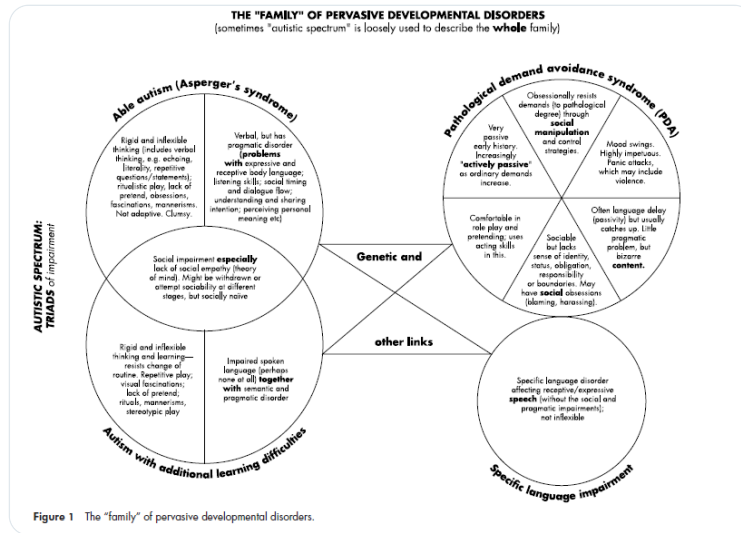 THE "FAMILY" OF PERVASIVE DEVELOPMENTAL DISORDERS
(sometimes "autistic spectrum" is loosely used to describe the whole family)
AUTISTIC SPECTRUM:
TRIADS of impairment
Able autism (Asperger's syndrome)
Rigid and inflexible
thinking (includes verbal
thinking, e.g. echoing,
literality, repetitive
questions/statements);
ritualistic play, lack of
pretend, obsessions,
fascinations, mannerisms.
Not adaptive. Clumsy.
Verbal, but has
pragmatic disorder
(problems
with expressive and
receptive body language;
listening skills; social timing
and dialogue flow;
understanding and sharing
intention; perceiving personal
meaning etc)
Social impairment especially
lack of social empathy (theory
of mind). Might be withdrawn or
attempt sociability at different
stages, but socially naive
Rigid and inflexible
thinking and learning—
resists change of
routine. Repetitive play;
visual fascinations;
lack of pretend;
rituals, mannerisms,
stereotypic play
Impaired spoken
language (perhaps
none at all) together
with semantic and
pragmatic disorder
Autism with additional learning difficulties
Genetic and
other links
Pathological demand avoidance syndrome (PDA)
Very
passive
early history.
Increasingly
"actively passive"
as ordinary demands
increase.
Obsessionally resists
demands (to pathological
degree) through
social
manipulation
and control
strategies.
Mood swings.
Highly impetuous.
Panic attacks,
which may include
violence.
Comfortable in
role play and
pretending; uses
acting skills
in this.
Sociable
but lacks
sense of identity,
status, obligation,
responsibility
or boundaries. May
have social obsessions
(blaming, harassing).
Often language delay
(passivity) but usually
catches up. Little
pragmatic
problem, but
bizarre
content.
Specific language disorder
affecting receptive/expressive
speech (without the social and
pragmatic impairments);
not inflexible
Specific language impairment
Figure 1 The "family" of pervasive developmental disorders.